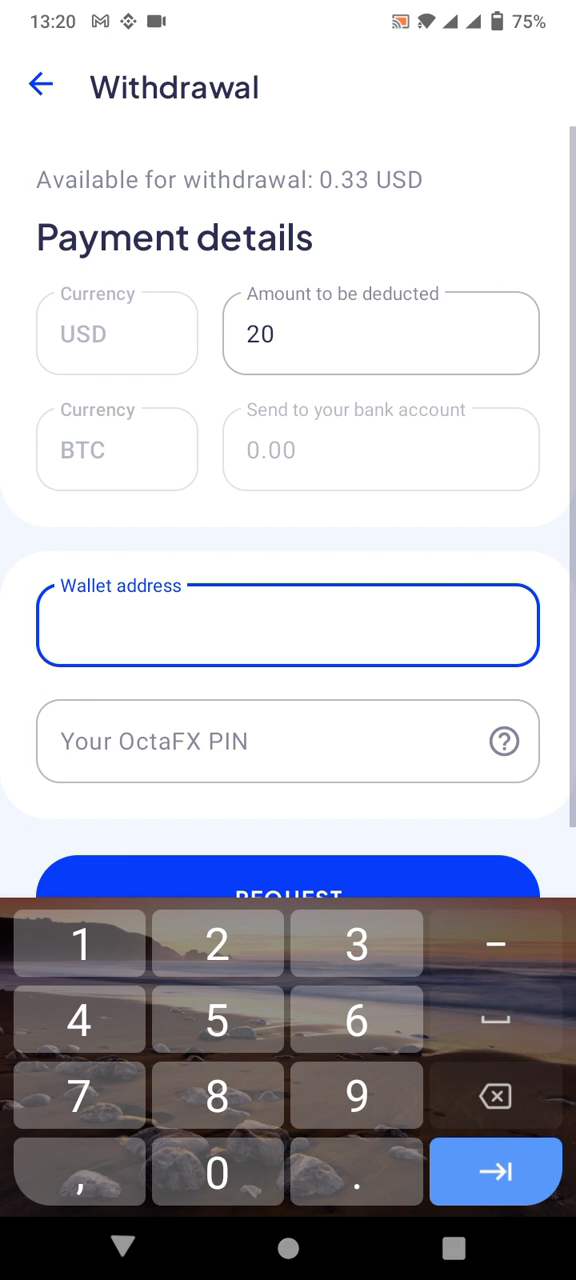 13:20 75%
Withdrawal
Available for withdrawal: 0.33 USD
Payment details
Currency Amount to be deducted
USD 20
Currency Send to your bank account
BTC 0.00
Wallet address
Your OctaFX PIN
REQUEST
1 2 3 -
4 5 6
7 8 9
, 0 .